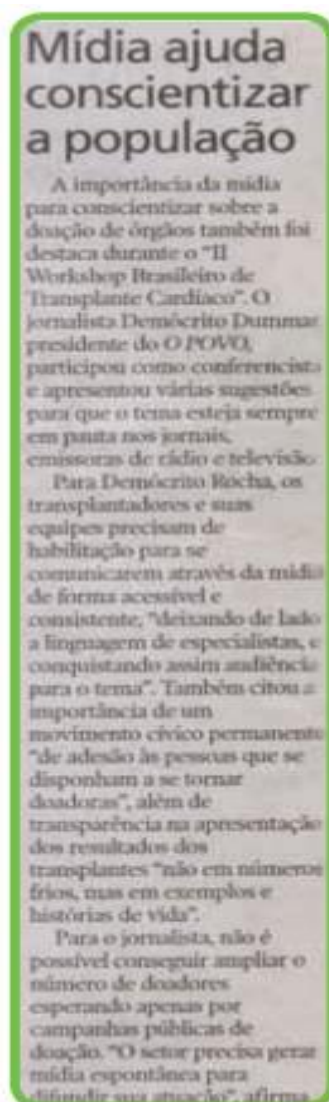 Mídia ajuda
conscientizar
a população
A importância da mídia
para conscientizar sobre a
doação de órgãos também foi
destaca durante o "II
Workshop Brasileiro de
Transplante Cardíaco". O
jornalista Demócrito Dummar
presidente do O POVO,
participou como conferencista
e apresentou várias sugestões
para que o tema esteja sempre
em pauta nos jornais,
emissoras de rádio e televisão
Para Demócrito Rocha, os
transplantadores e suas
equipes precisam de
habilitação para se
comunicarem através da mídia
de forma acessível e
consistente, "deixando de lado
a linguagem de especialistas, e
conquistando assim audiência
para o tema". Também citou a
importância de um
movimento cívico permanente
"de adesão às pessoas que se
disponham a se tornar
doadoras", além de
transparência na apresentação
dos resultados dos
transplantes "não em números
frios, mas em exemplos e
histórias de vida".
Para o jornalista, não é
possível conseguir ampliar o
número de doadores
esperando apenas por
campanhas públicas de
doação. "O setor precisa gerar
mídia espontânea para
difundir sua atuação", afirma